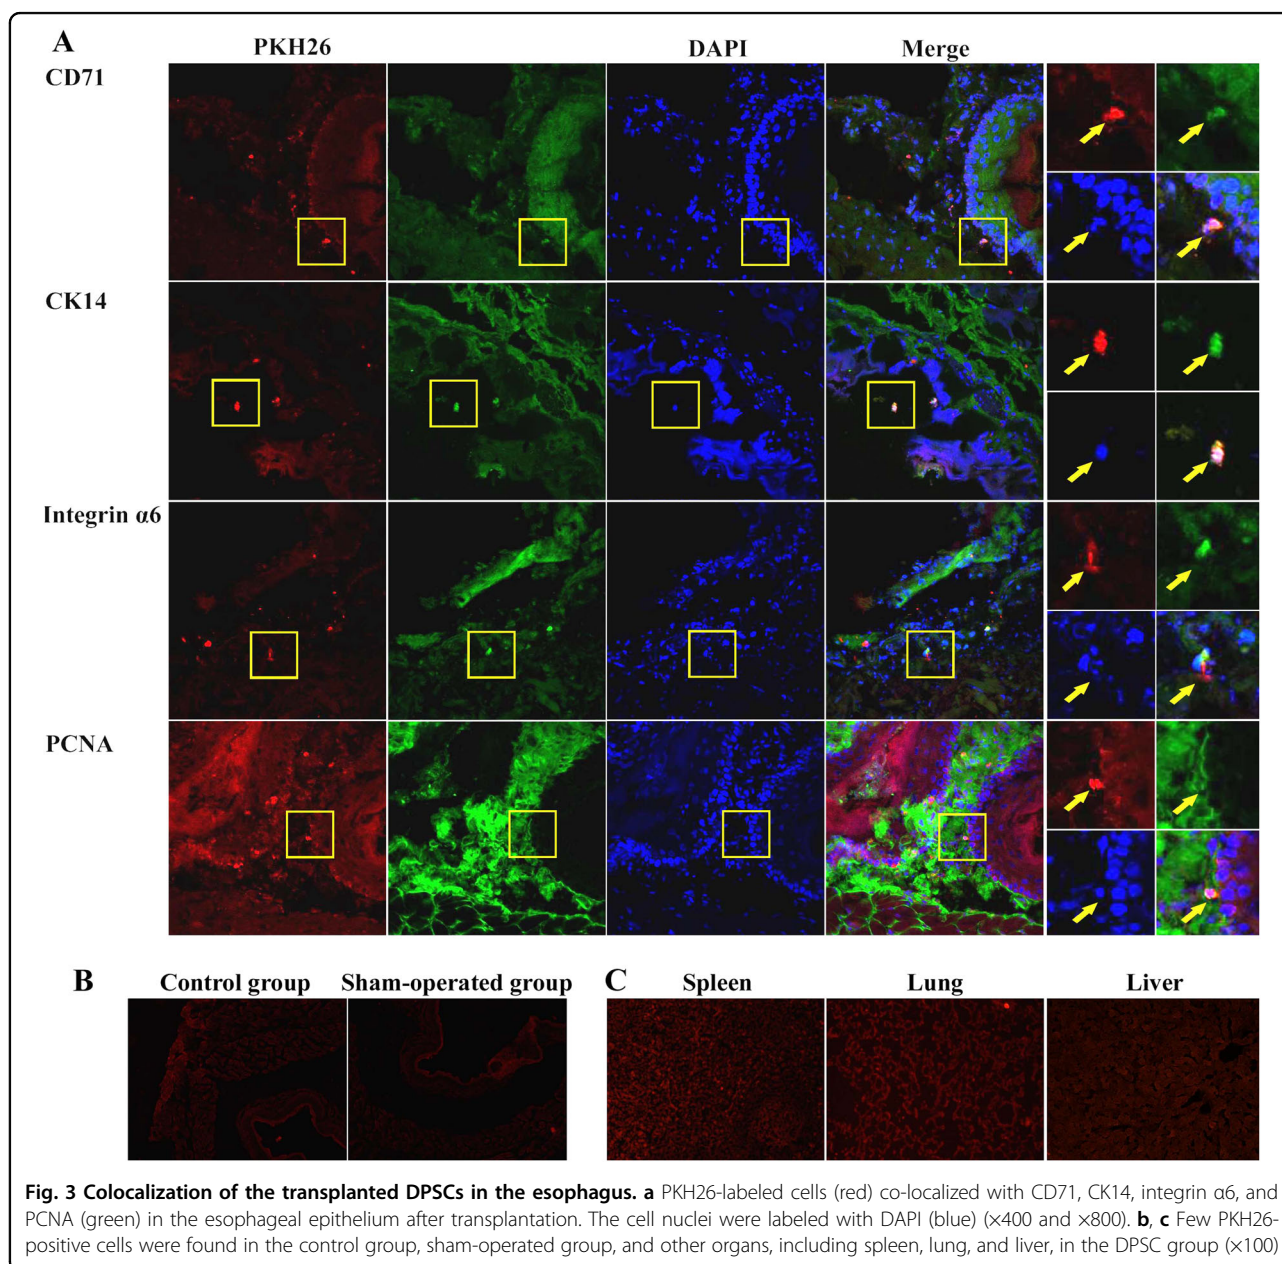 A
PKH26 DAPI Merge
CD71
CK14
Integrin α6
PCNA
B Control group Sham-operated group C Spleen Lung Liver
Fig. 3 Colocalization of the transplanted DPSCs in the esophagus. a PKH26-labeled cells (red) co-localized with CD71, CK14, integrin α6, and
PCNA (green) in the esophageal epithelium after transplantation. The cell nuclei were labeled with DAPI (blue) (×400 and ×800). b, c Few PKH26-
positive cells were found in the control group, sham-operated group, and other organs, including spleen, lung, and liver, in the DPSC group (×100)